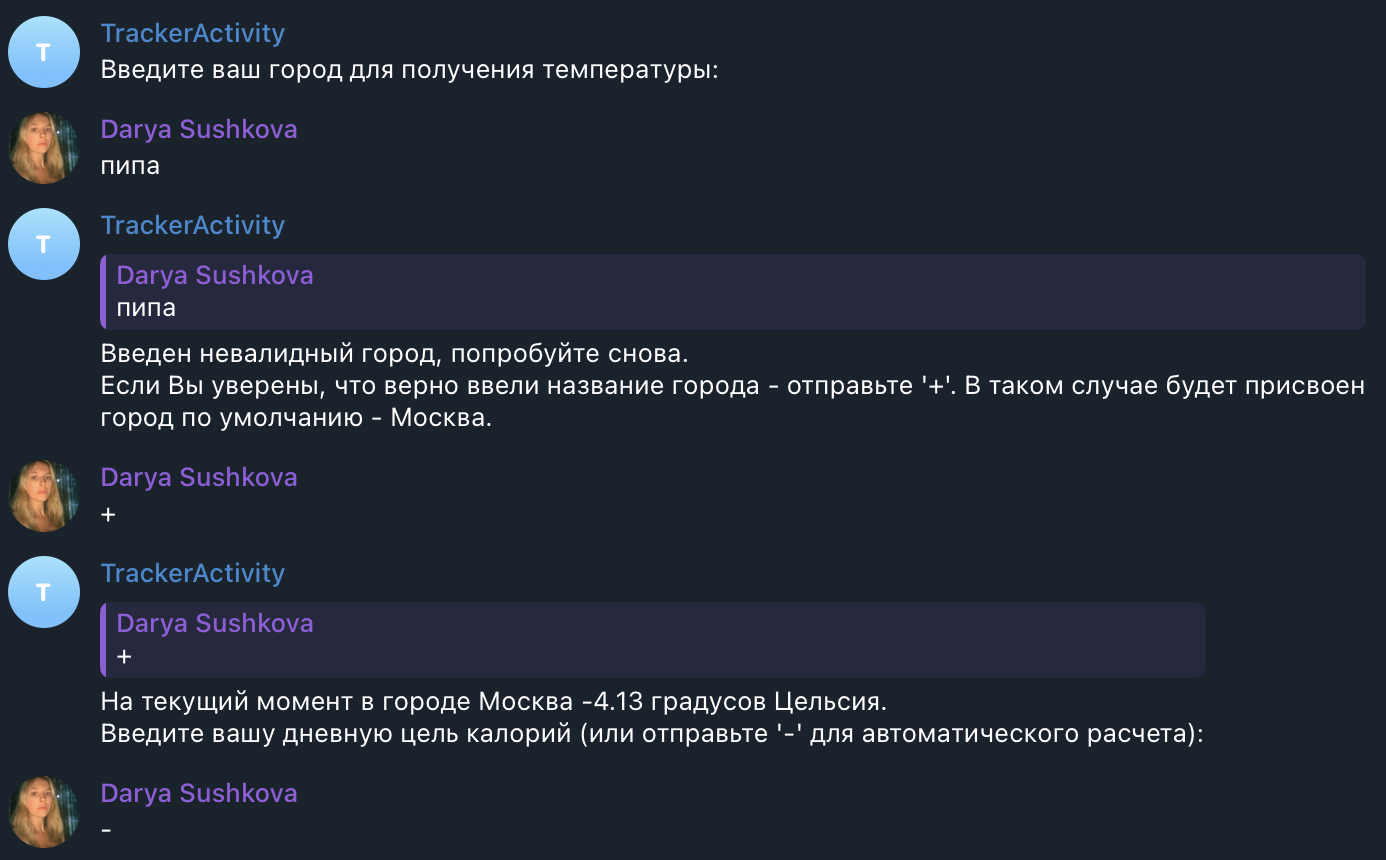 T
TrackerActivity
Введите ваш город для получения температуры:
Darya Sushkova
пипа
T
TrackerActivity
Darya Sushkova
пипа
Введен невалидный город, попробуйте снова.
Если Вы уверены, что верно ввели название города - отправьте '+'. В таком случае будет присвоен
город по умолчанию - Москва.
Darya Sushkova
+
T
TrackerActivity
Darya Sushkova
+
На текущий момент в городе Москва -4.13 градусов Цельсия.
Введите вашу дневную цель калорий (или отправьте '-' для автоматического расчета):
Darya Sushkova
-